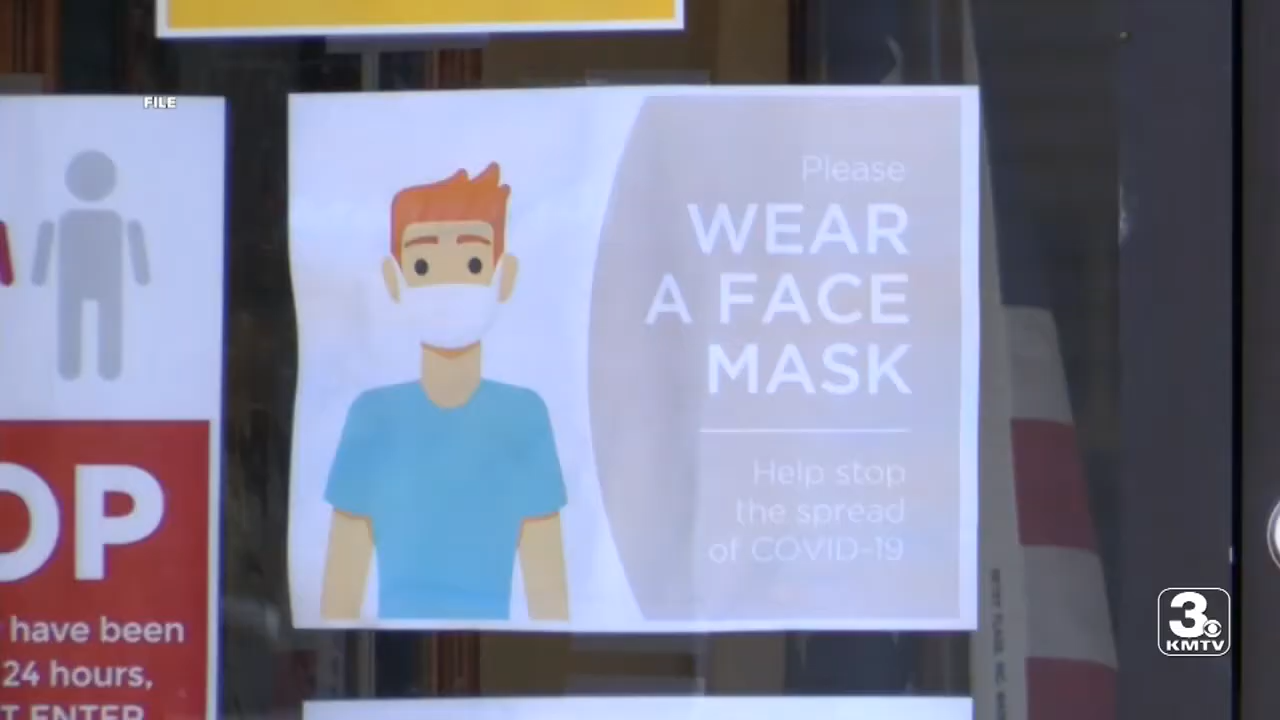 FILE
Please
WEAR
A FACE
MASK
Help stop
the spread
of COVID-19
OP
have been
24 hours,
T ENTER
3
KMTV